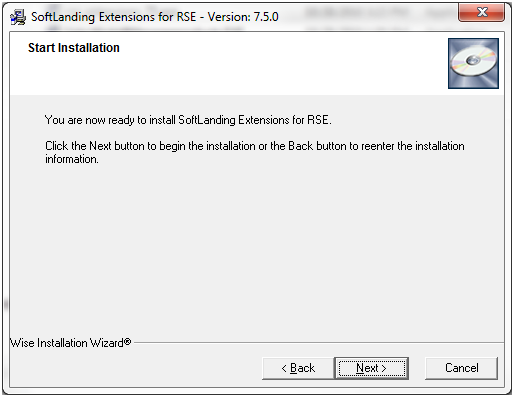 SoftLanding Extensions for RSE - Version: 7.5.0
Start Installation
You are now ready to install SoftLanding Extensions for RSE.
Click the Next button to begin the installation or the Back button to reenter the installation
information.
Wise Installation Wizard®
< Back Next > Cancel